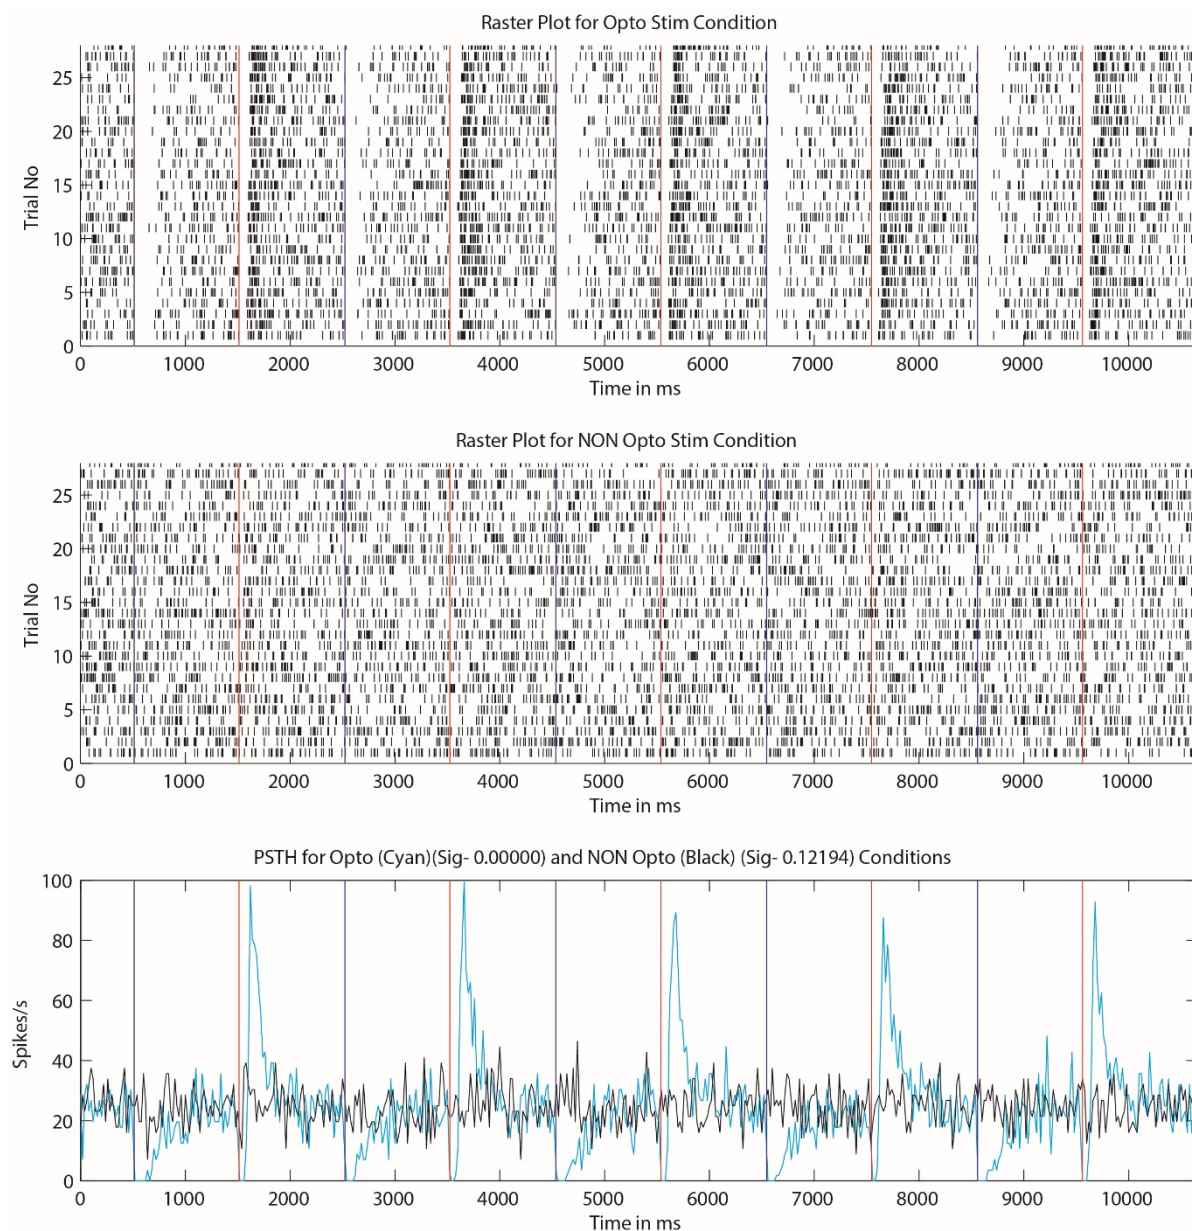 Raster Plot for Opto Stim Condition
25
20
15
10
5
0
Trial No
0 1000 2000 3000 4000 5000 6000 7000 8000 9000 10000
Time in ms
Raster Plot for NON Opto Stim Condition
25
20
15
10
5
0
Trial No
0 1000 2000 3000 4000 5000 6000 7000 8000 9000 10000
Time in ms
PSTH for Opto (Cyan)(Sig- 0.00000) and NON Opto (Black) (Sig- 0.12194) Conditions
100
80
60
40
20
0
Spikes/s
0 1000 2000 3000 4000 5000 6000 7000 8000 9000 10000
Time in ms